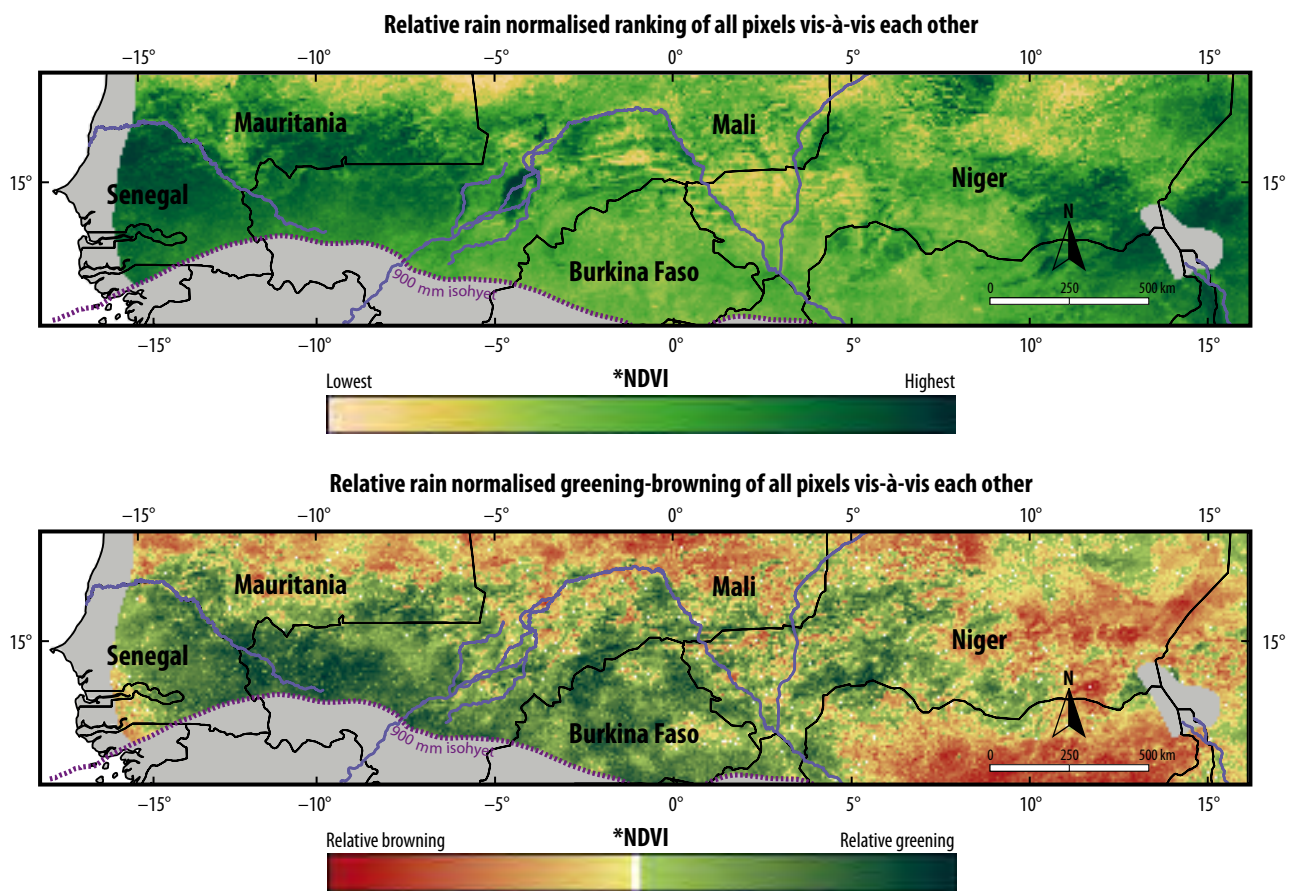 Relative rain normalised ranking of all pixels vis-à-vis each other
−15° −10° −5° 0° 5° 10° 15°
Mauritania
Mali
15° 15°
Senegal
Niger
N
Burkina Faso
900 mm isohyet
0 250 500 km
−15° −10° −5° 0° 5° 10° 15°
*NDVI
Lowest Highest
Relative rain normalised greening-browning of all pixels vis-à-vis each other
−15° −10° −5° 0° 5° 10° 15°
Mauritania
Mali
15° 15°
Senegal
Niger
N
Burkina Faso
900 mm isohyet
0 250 500 km
−15° −10° −5° 0° 5° 10° 15°
*NDVI
Relative browning Relative greening